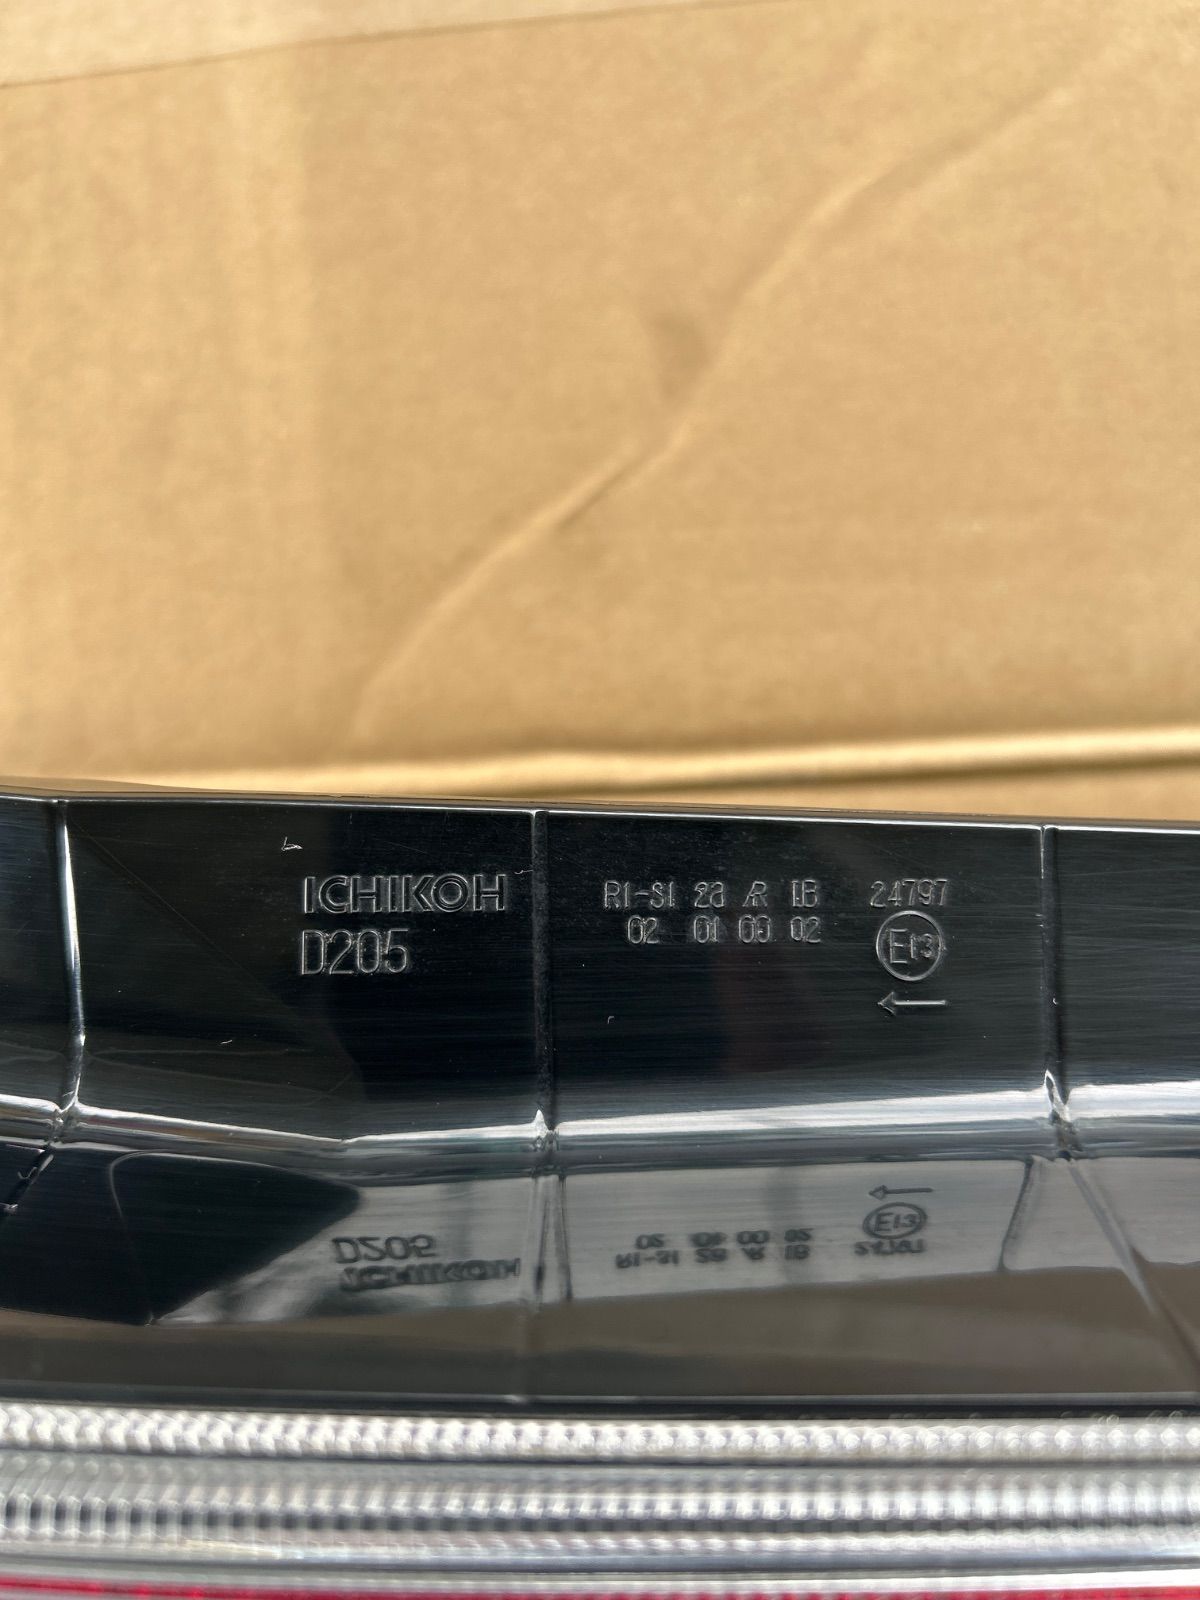 ICHIKOH
D205
R1-S1 2a AR IB
02 01 00 02
24797
E13